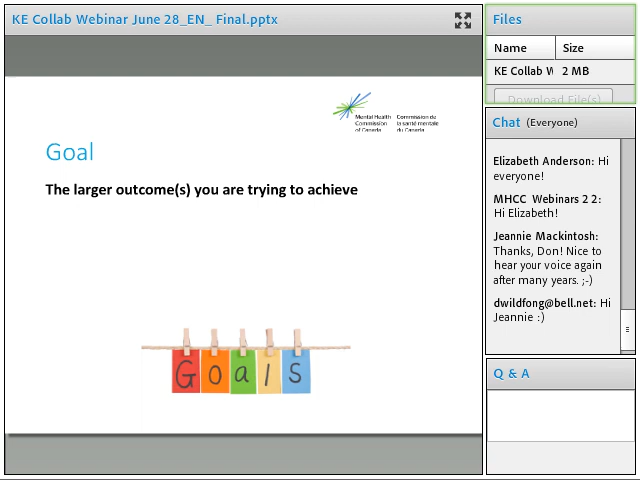 KE Collab Webinar June 28_EN_ Final.pptx
Mental Health Commission de
Commission la santé mentale
of Canada du Canada
Goal
The larger outcome(s) you are trying to achieve
Goals
Files
Name Size
KE Collab W 2 MB
Download File(s)
Chat (Everyone)
Elizabeth Anderson: Hi
everyone!
MHCC Webinars 2 2:
Hi Elizabeth!
Jeannie Mackintosh:
Thanks, Don! Nice to
hear your voice again
after many years. ;-)
dwildfong@bell.net: Hi
Jeannie :)
Q & A